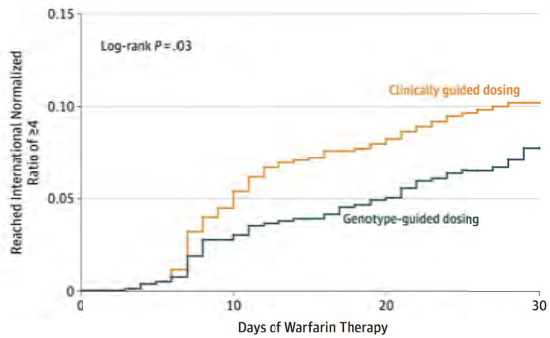 0.15
Log-rank P = .03
Clinically guided dosing
0.10
Reached International Normalized
Ratio of ≥4
0.05
Genotype-guided dosing
0
0
10
20
30
Days of Warfarin Therapy